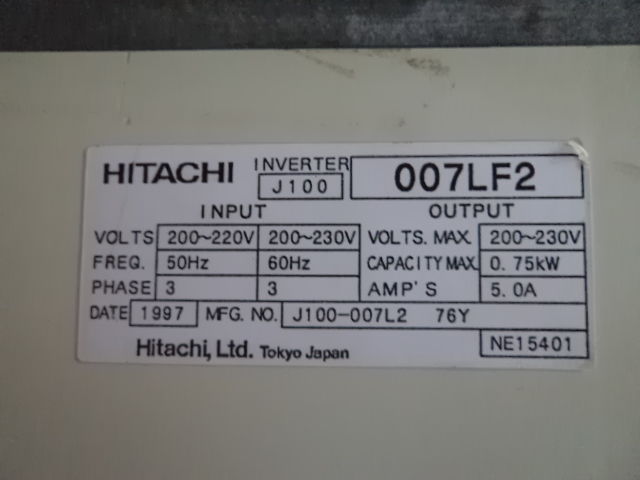 HITACHI INVERTER J100 007LF2
INPUT OUTPUT
VOLTS 200~220V 200~230V VOLTS. MAX. 200~230V
FREQ. 50Hz 60Hz CAPACITY MAX. 0.75kW
PHASE 3 3 AMP'S 5.0A
DATE 1997 MFG. NO. J100-007L2 76Y
Hitachi, Ltd. Tokyo Japan NE15401